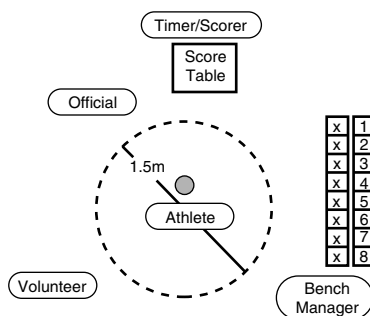 Timer/Scorer
Score
Table
Official
x 1
x 2
x 3
x 4
x 5
x 6
x 7
x 8
1.5m
Athlete
Volunteer
Bench
Manager